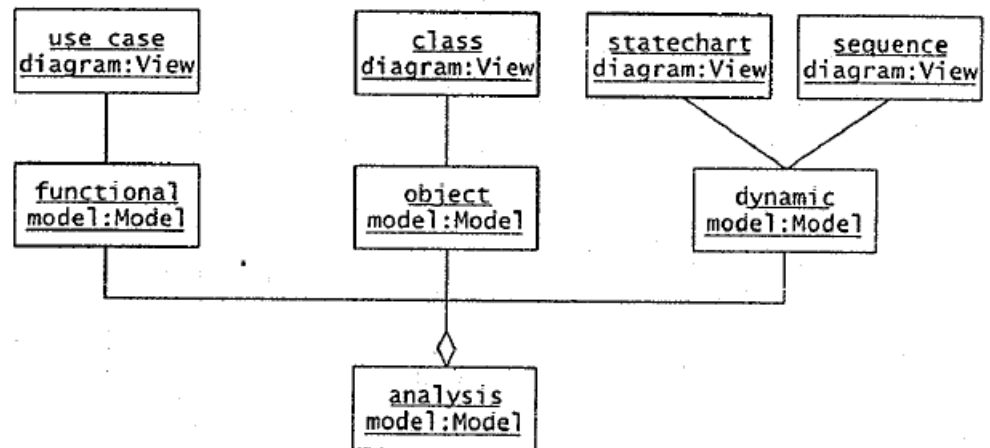 use case
diagram:View
class
diagram:View
statechart
diagram:View
sequence
diagram:View
functional
model:Model
object
model:Model
dynamic
model:Model
analysis
model:Model